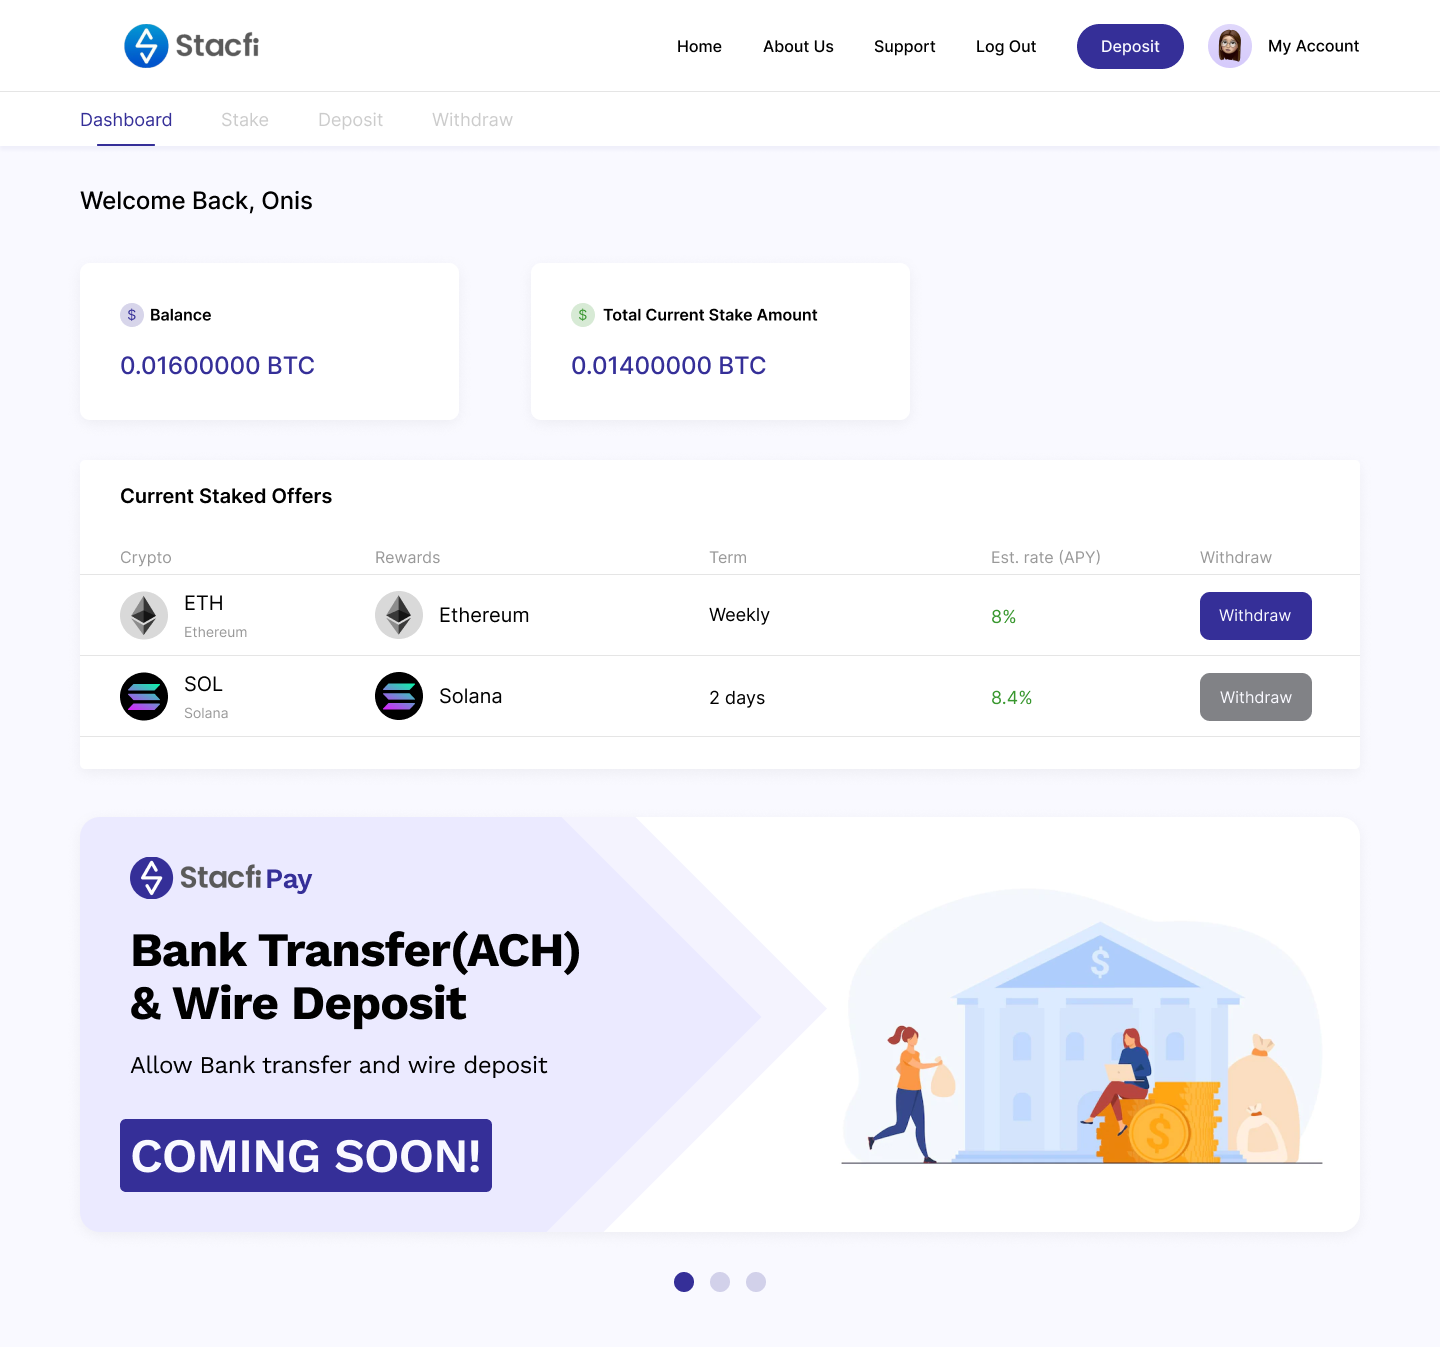 Stacfi
Home About Us Support Log Out Deposit My Account
Dashboard Stake Deposit Withdraw
Welcome Back, Onis
$ Balance
0.01600000 BTC
$ Total Current Stake Amount
0.01400000 BTC
Current Staked Offers
Crypto Rewards Term Est. rate (APY) Withdraw
ETH
Ethereum
Ethereum Weekly 8% Withdraw
SOL
Solana
Solana 2 days 8.4% Withdraw
Stacfi Pay
Bank Transfer(ACH)
& Wire Deposit
Allow Bank transfer and wire deposit
COMING SOON!
$
$